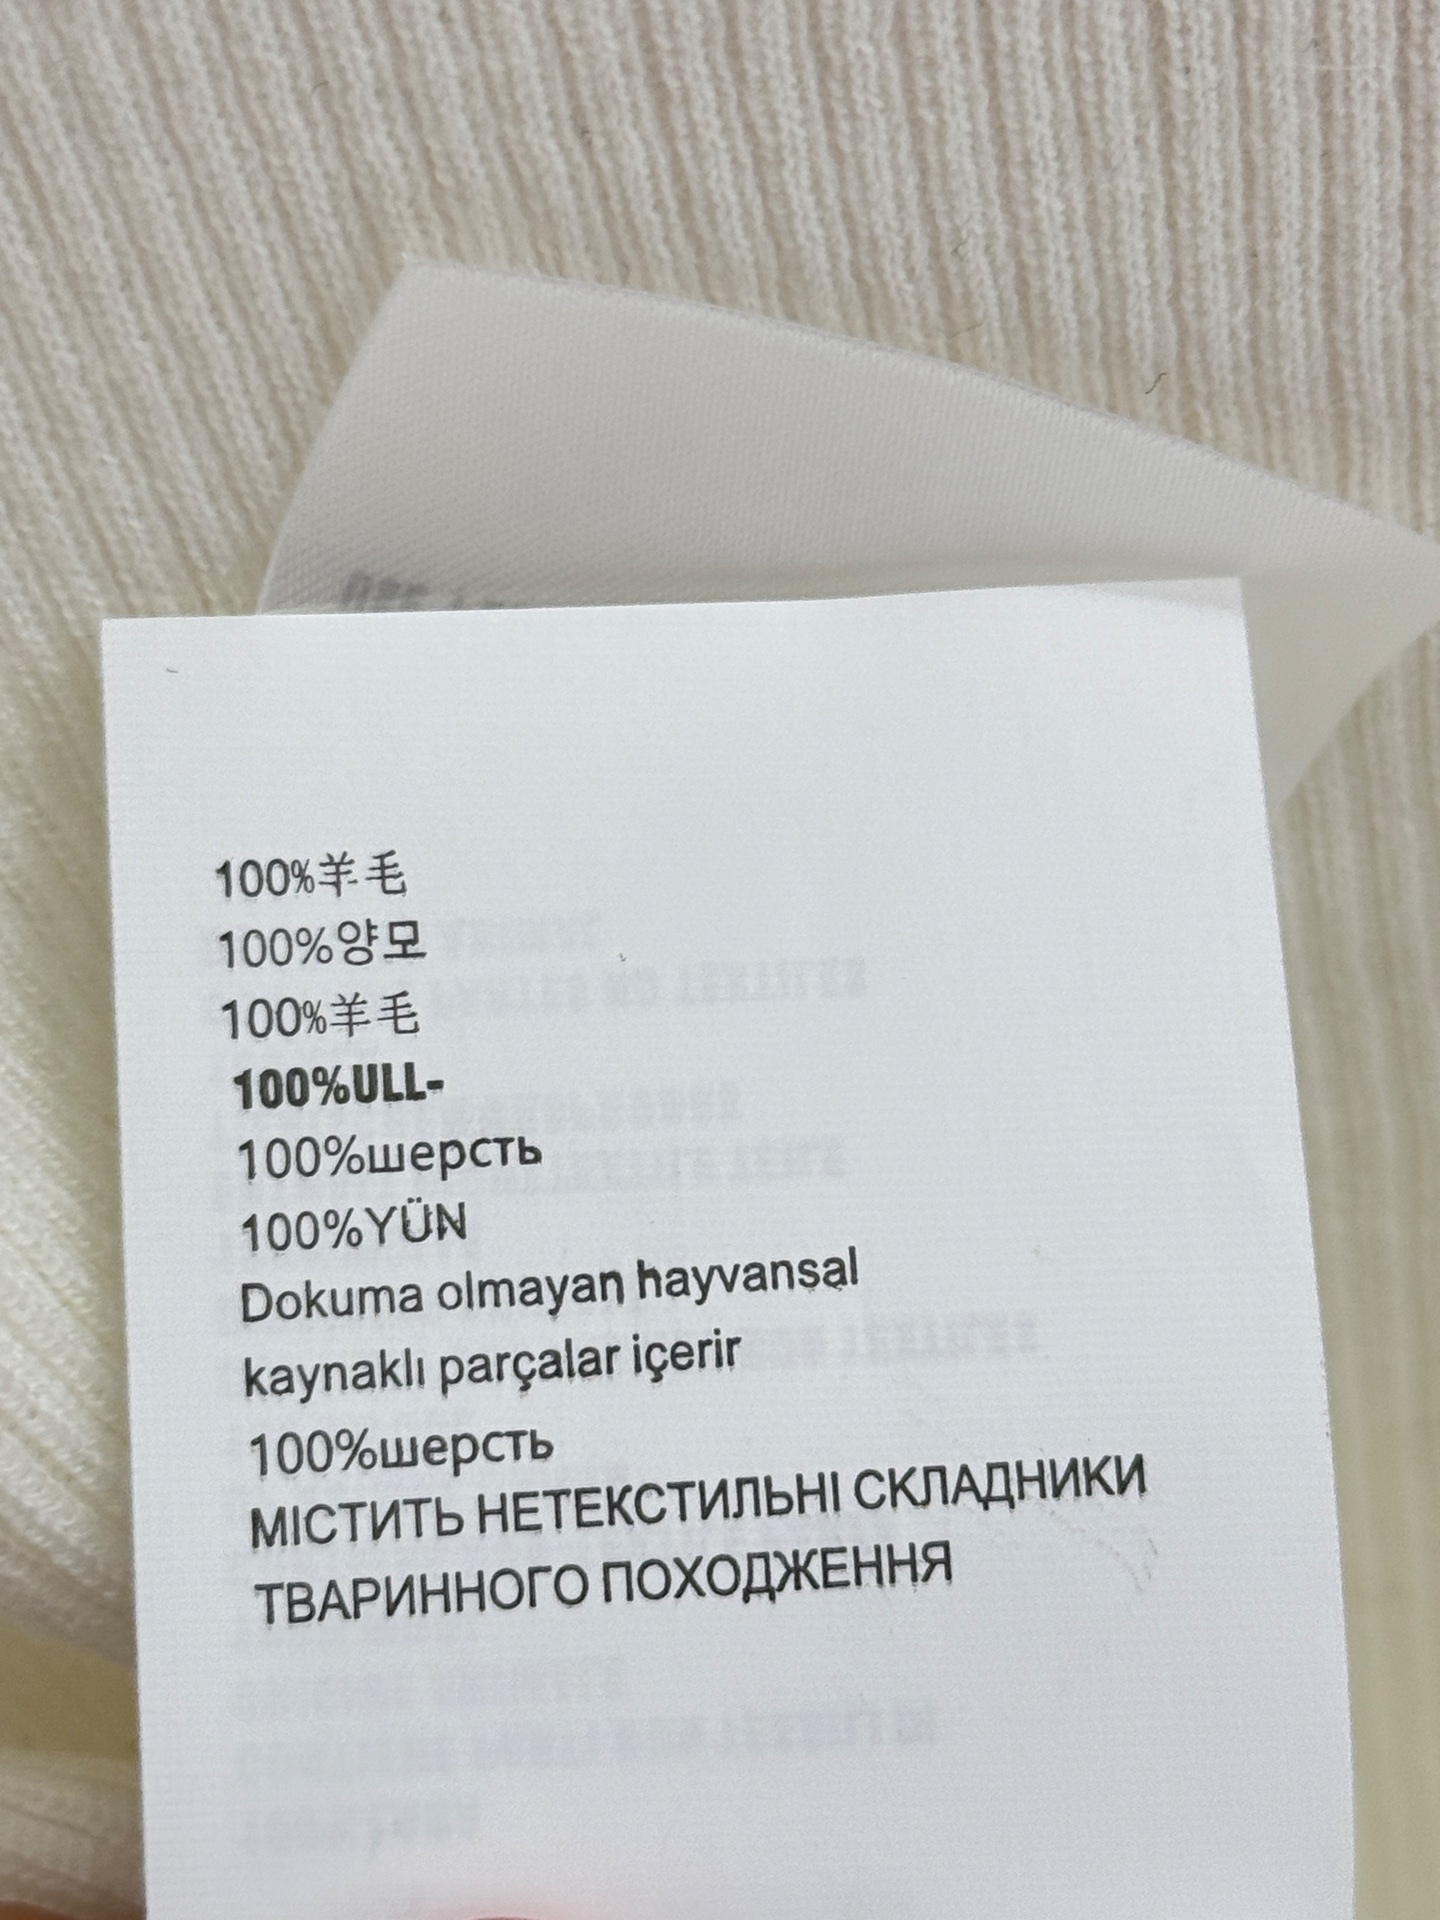 100%羊毛
100%양모
100%羊毛
100%ULL-
100%шерсть
100%YÜN
Dokuma olmayan hayvansal
kaynaklı parçalar içerir
100%шерсть
МІСТИТЬ НЕТЕКСТИЛЬНІ СКЛАДНИКИ
ТВАРИННОГО ПОХОДЖЕННЯ